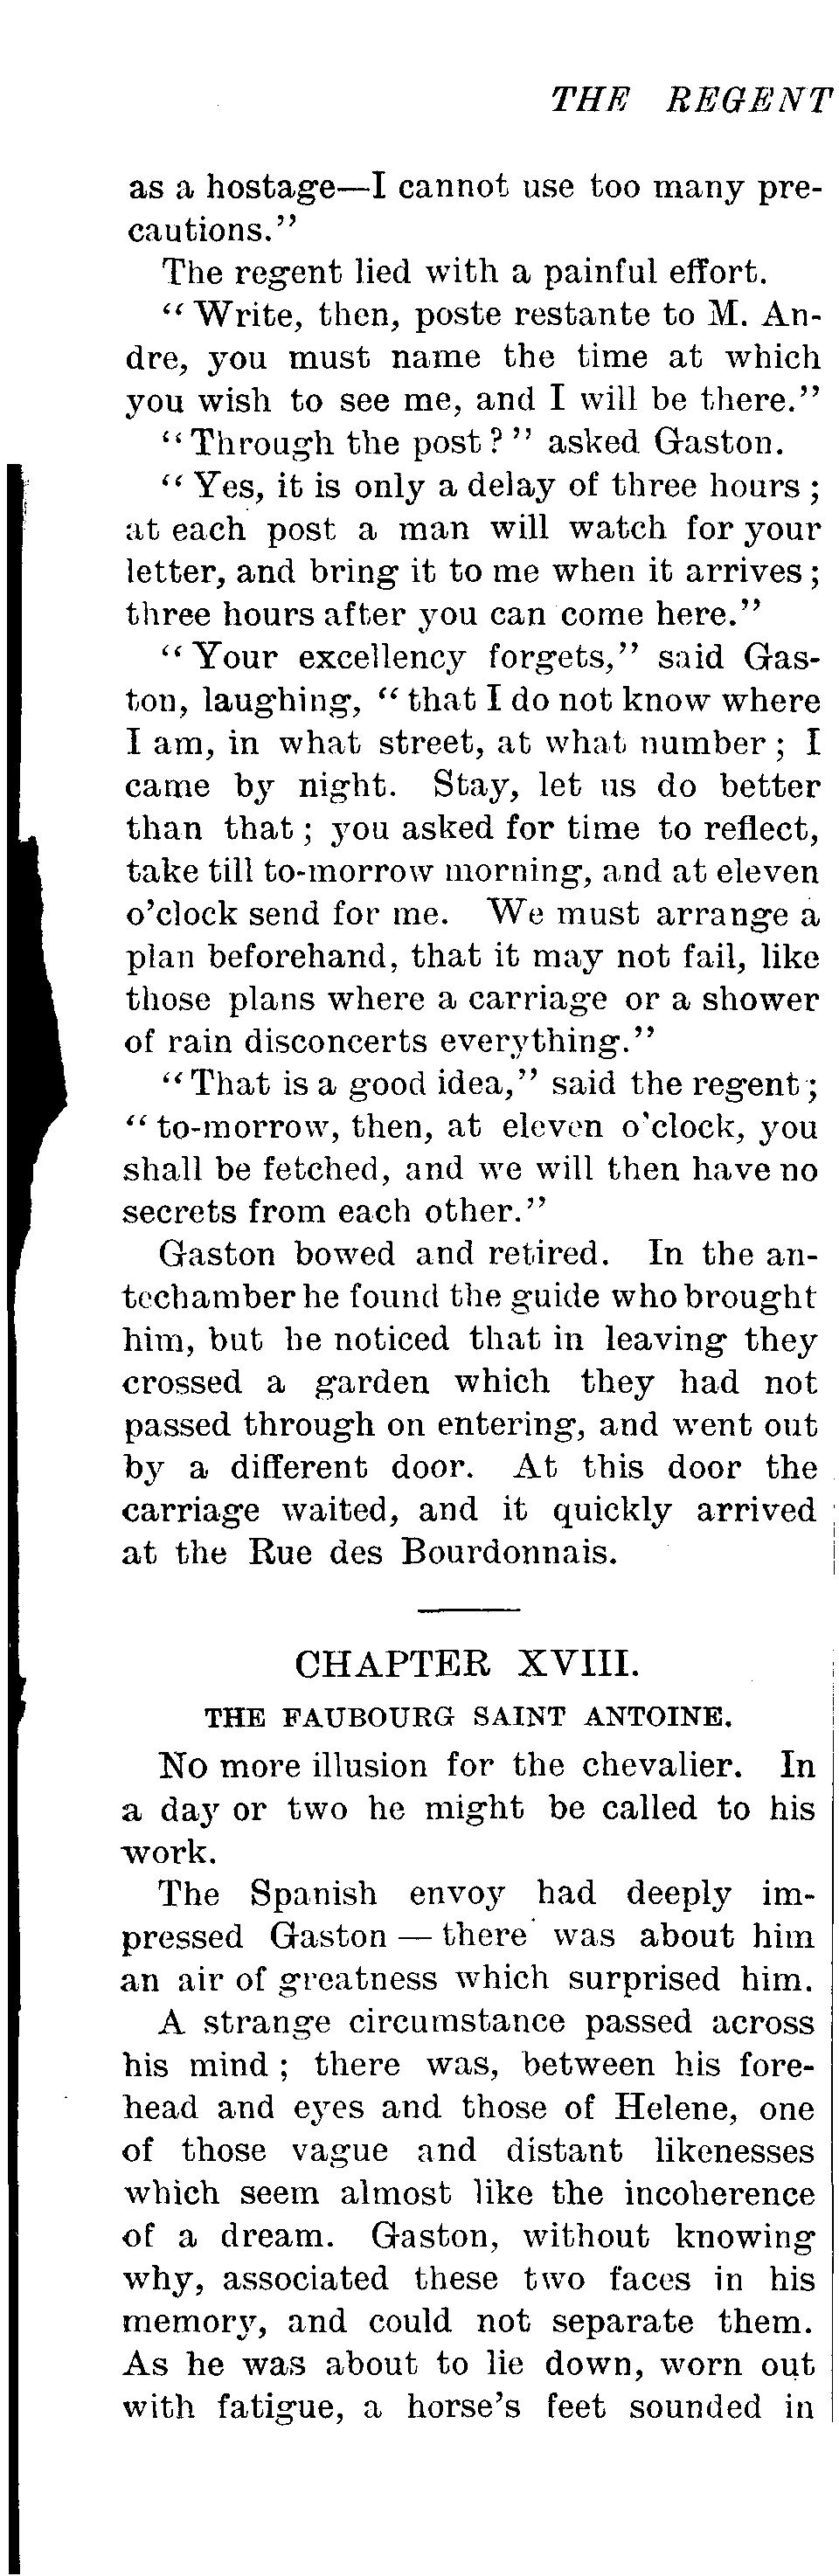 THE REGENT
as a hostage—I cannot use too many pre-
cautions."
The regent lied with a painful effort.
"Write, then, poste restante to M. An-
dre, you must name the time at which
you wish to see me, and I will be there."
"Through the post?" asked Gaston.
"Yes, it is only a delay of three hours;
at each post a man will watch for your
letter, and bring it to me when it arrives;
three hours after you can come here."
"Your excellency forgets," said Gas-
ton, laughing, "that I do not know where
I am, in what street, at what number; I
came by night. Stay, let us do better
than that; you asked for time to reflect,
take till to-morrow morning, and at eleven
o'clock send for me. We must arrange a
plan beforehand, that it may not fail, like
those plans where a carriage or a shower
of rain disconcerts everything."
"That is a good idea," said the regent;
"to-morrow, then, at eleven o'clock, you
shall be fetched, and we will then have no
secrets from each other."
Gaston bowed and retired. In the an-
techamber he found the guide who brought
him, but he noticed that in leaving they
crossed a garden which they had not
passed through on entering, and went out
by a different door. At this door the
carriage waited, and it quickly arrived
at the Rue des Bourdonnais.
CHAPTER XVIII.
THE FAUBOURG SAINT ANTOINE.
No more illusion for the chevalier. In
a day or two he might be called to his
work.
The Spanish envoy had deeply im-
pressed Gaston — there was about him
an air of greatness which surprised him.
A strange circumstance passed across
his mind; there was, between his fore-
head and eyes and those of Helene, one
of those vague and distant likenesses
which seem almost like the incoherence
of a dream. Gaston, without knowing
why, associated these two faces in his
memory, and could not separate them.
As he was about to lie down, worn out
with fatigue, a horse's feet sounded in